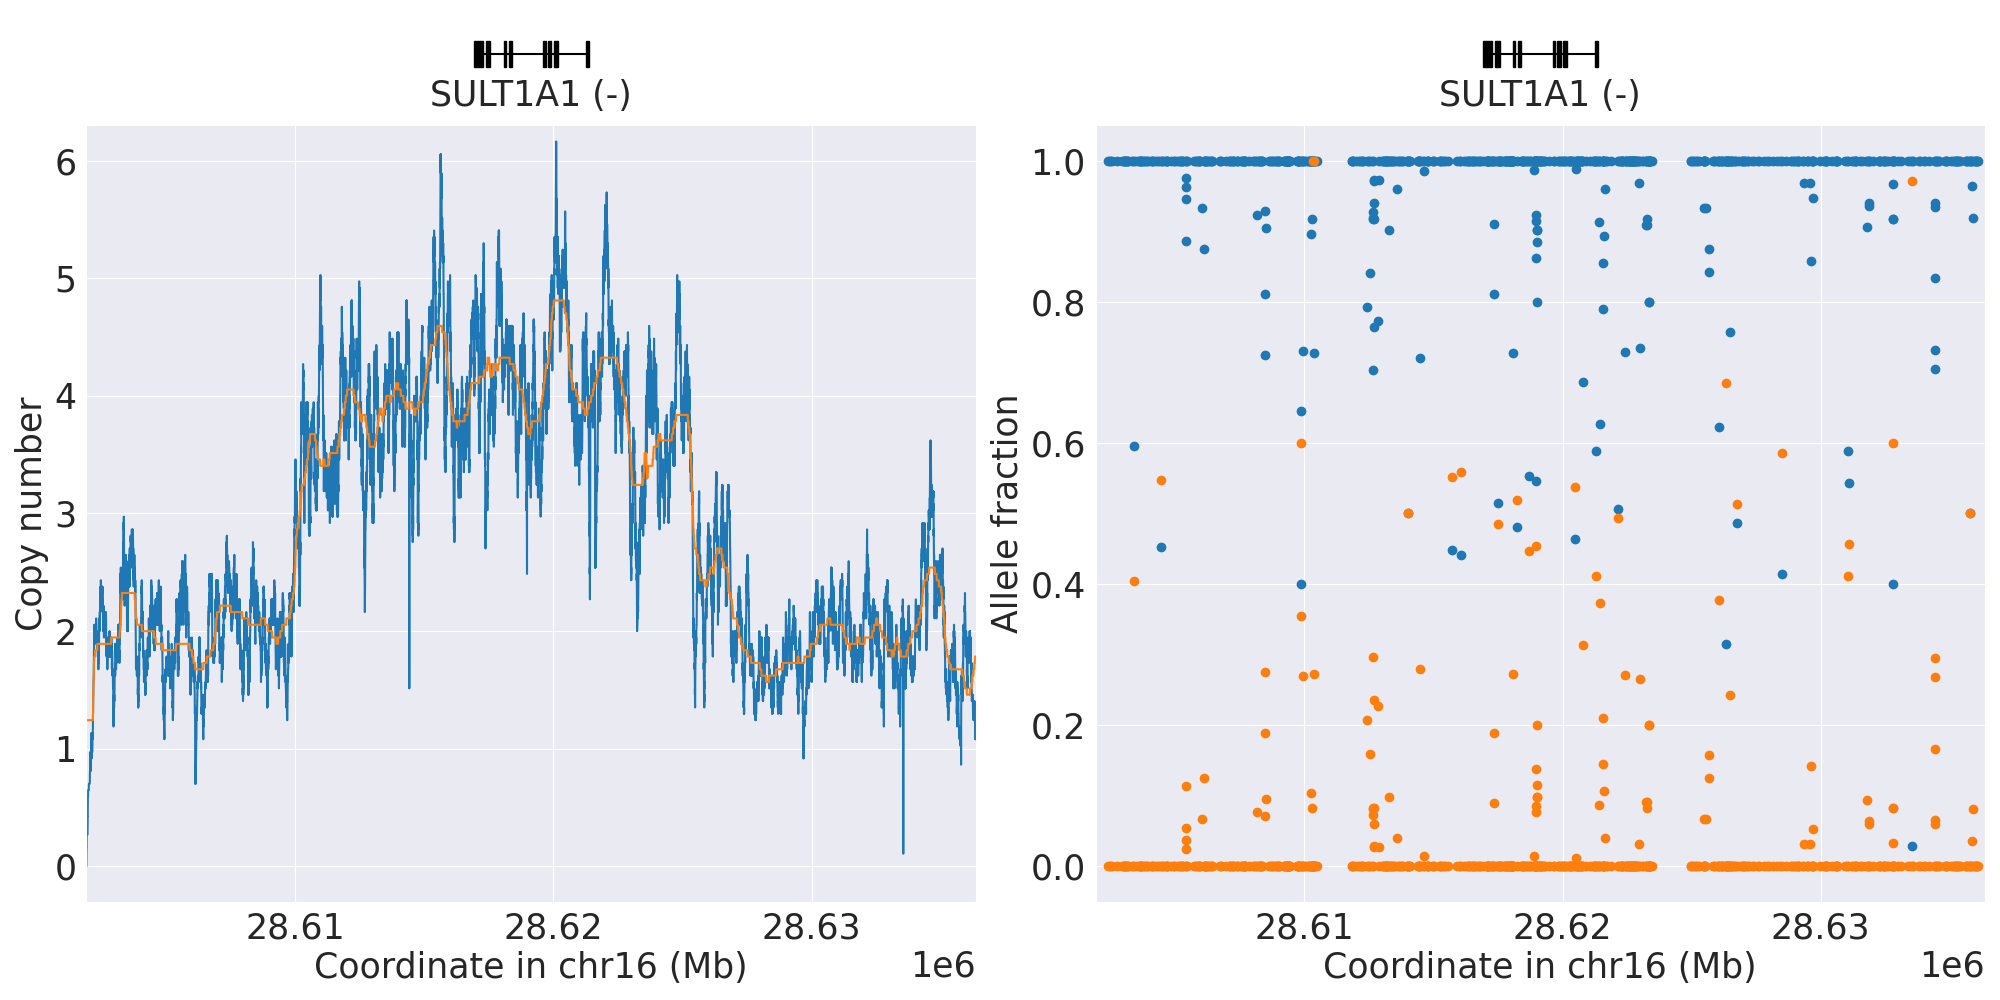 SULT1A1 (-)
6
5
4
3
2
1
0
Copy number
28.61
28.62
28.63
Coordinate in chr16 (Mb)
1e6
SULT1A1 (-)
1.0
0.8
0.6
0.4
0.2
0.0
Allele fraction
28.61
28.62
28.63
Coordinate in chr16 (Mb)
1e6